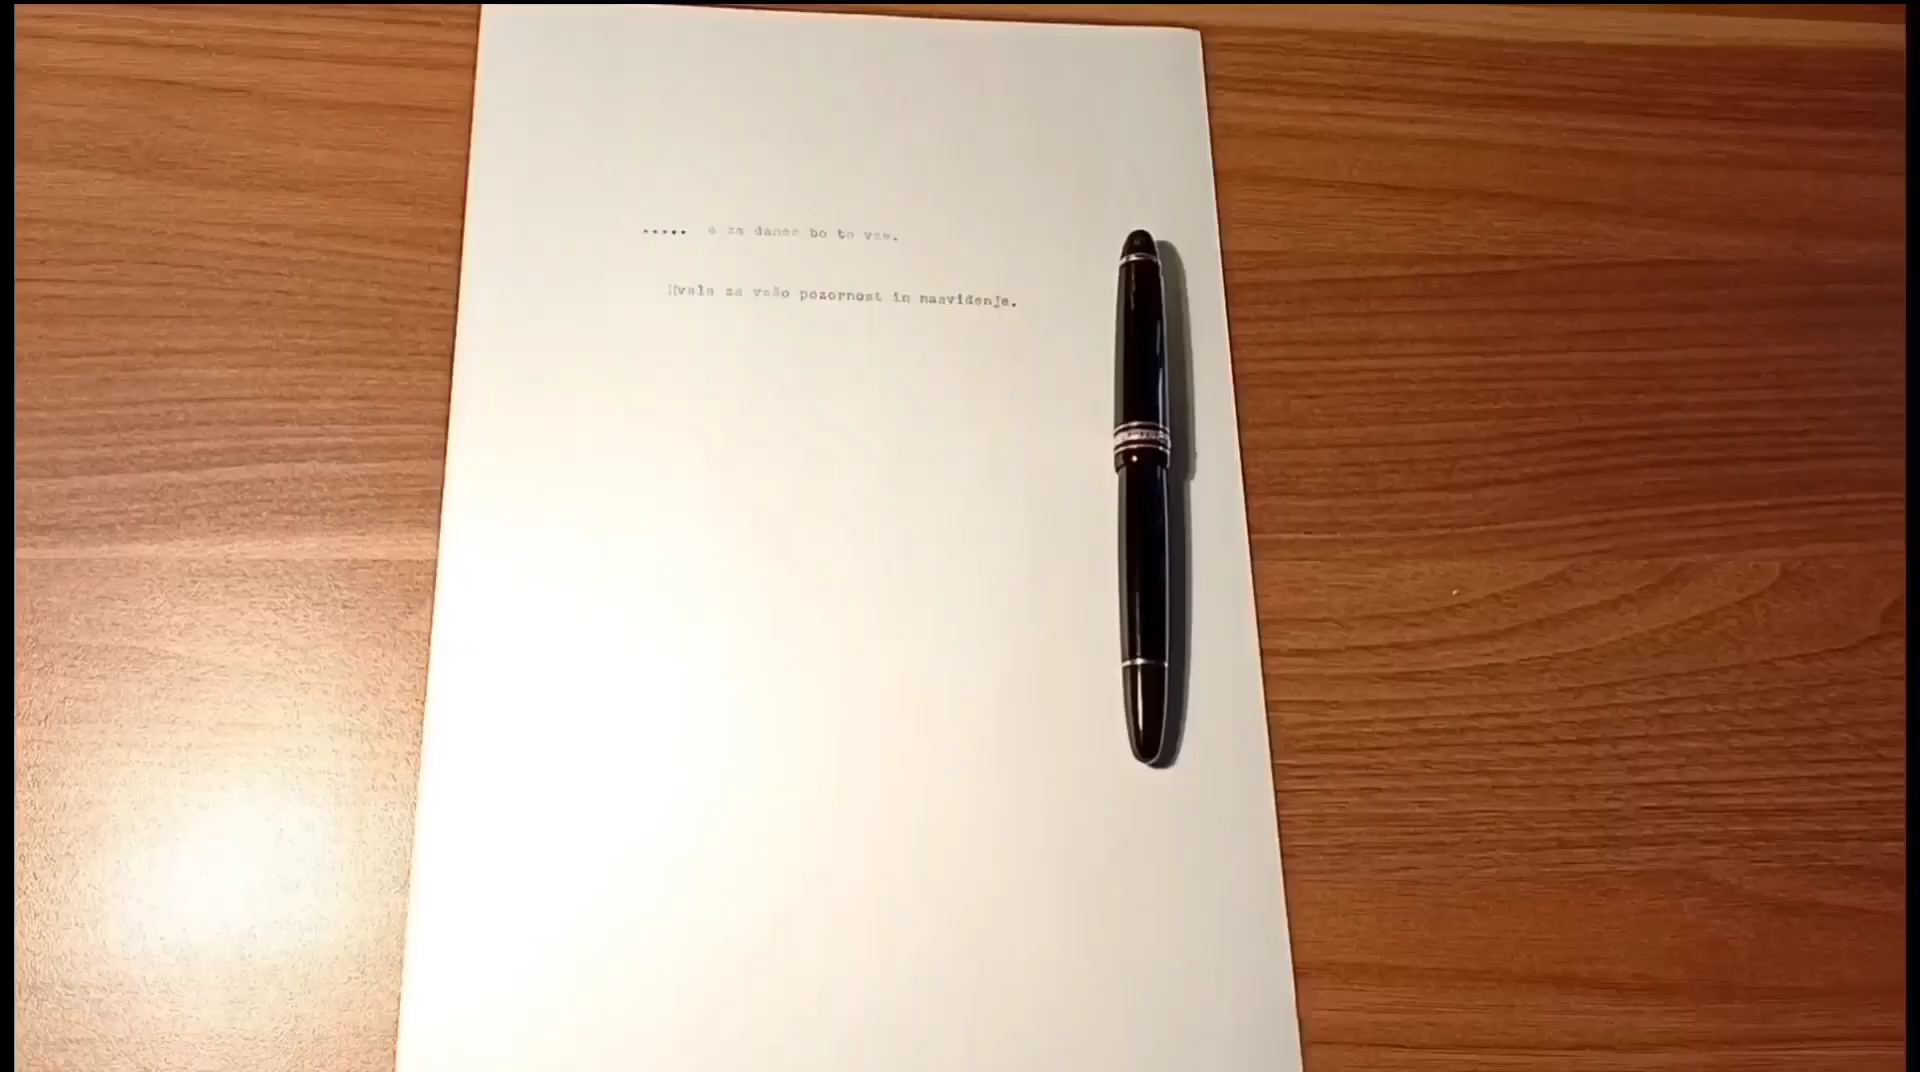 ..... a za danes bo to vse.
Hvala za vašo pozornost in nasvidenje.